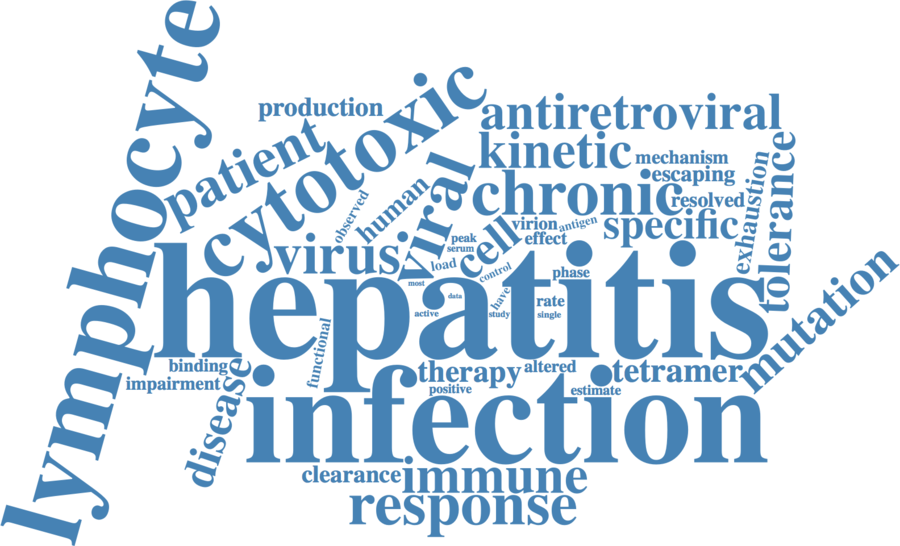 lymphocyte
production
patient
cytotoxic
antiretroviral
kinetic
mechanism
escaping
chronic
resolved
exhaustion
tolerance
observed
human
viral
virion
antigen
specific
effect
virus
peak
serum
load
cell
control
phase
most
hepatitis
data
have
rate
active
study
single
mutation
functional
binding
impairment
disease
therapy
altered
tetramer
positive
estimate
infection
clearance
immune
response